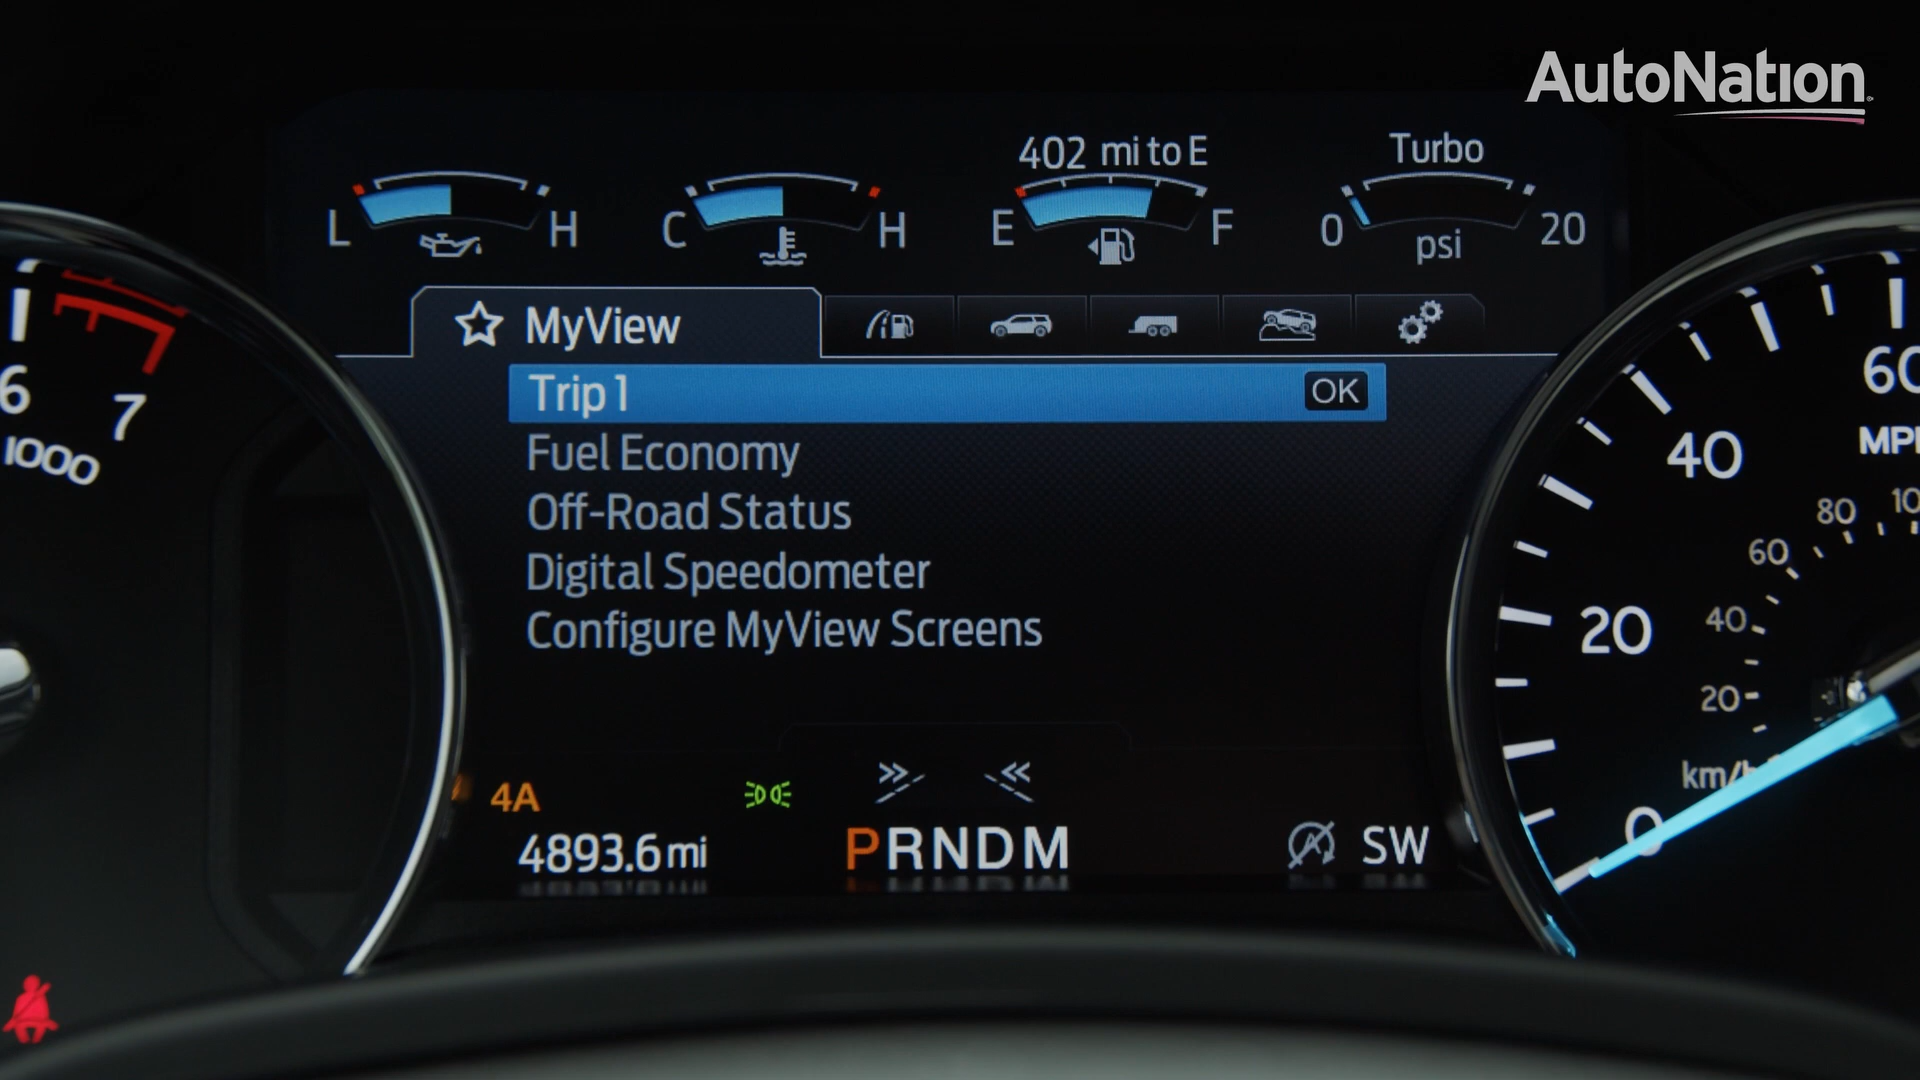 AutoNation
402 mi to E
Turbo
L H
C H
E F
0 20
psi
MyView
Trip 1 OK
Fuel Economy
Off-Road Status
Digital Speedometer
Configure MyView Screens
6 7
1000
60
40
20
0
80
60
40
20
km/h
4A
4893.6 mi
PRNDM
A
SW